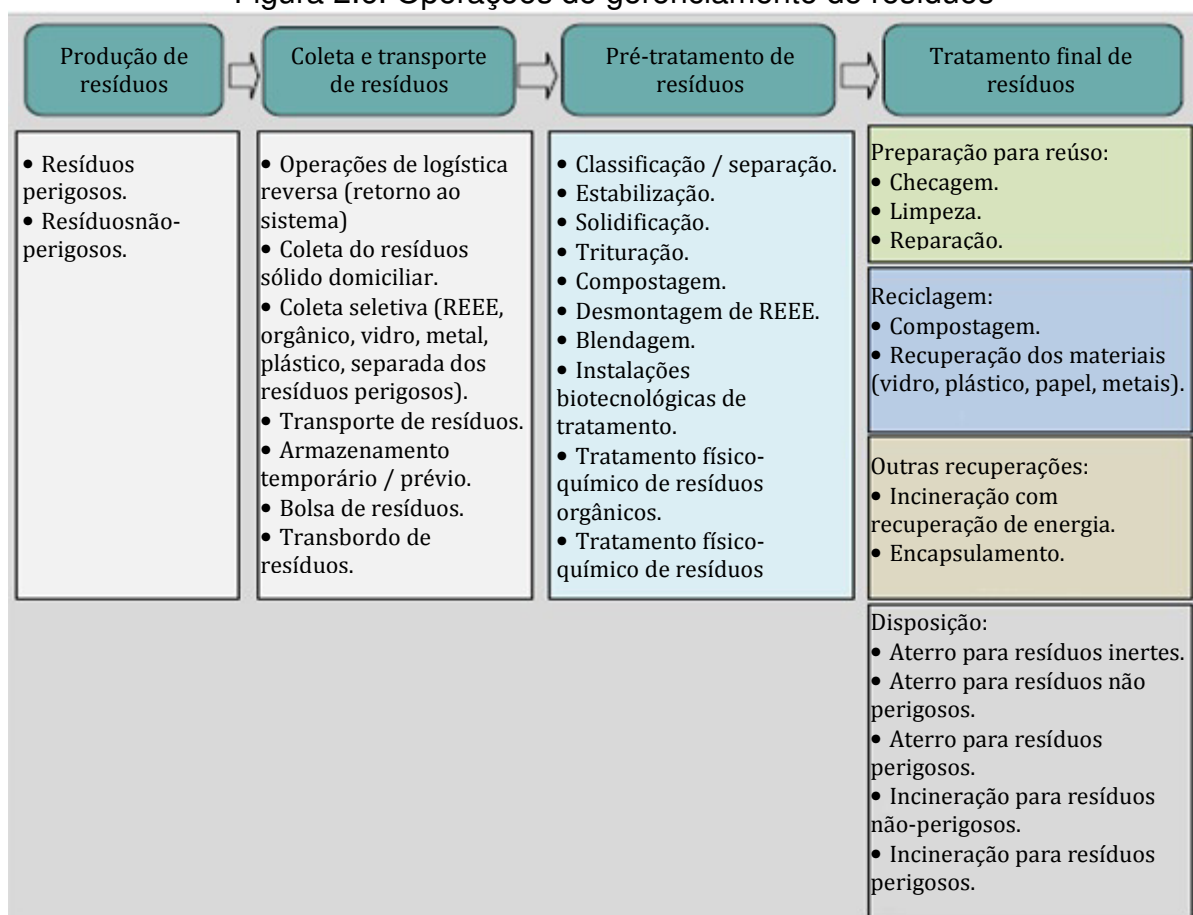 Figura 2.6: Operações de gerenciamento de resíduos
Produção de
resíduos
Coleta e transporte
de resíduos
Pré-tratamento de
resíduos
Tratamento final de
resíduos
• Resíduos
perigosos.
• Resíduosnão-
perigosos.
• Operações de logística
reversa (retorno ao
sistema)
• Coleta do resíduos
sólido domiciliar.
• Coleta seletiva (REEE,
orgânico, vidro, metal,
plástico, separada dos
resíduos perigosos).
• Transporte de resíduos.
• Armazenamento
temporário / prévio.
• Bolsa de resíduos.
• Transbordo de
resíduos.
• Classificação / separação.
• Estabilização.
• Solidificação.
• Trituração.
• Compostagem.
• Desmontagem de REEE.
• Blendagem.
• Instalações
biotecnológicas de
tratamento.
• Tratamento físico-
químico de resíduos
orgânicos.
• Tratamento físico-
químico de resíduos
Preparação para reúso:
• Checagem.
• Limpeza.
• Reparação.
Reciclagem:
• Compostagem.
• Recuperação dos materiais
(vidro, plástico, papel, metais).
Outras recuperações:
• Incineração com
recuperação de energia.
• Encapsulamento.
Disposição:
• Aterro para resíduos inertes.
• Aterro para resíduos não
perigosos.
• Aterro para resíduos
perigosos.
• Incineração para resíduos
não-perigosos.
• Incineração para resíduos
perigosos.